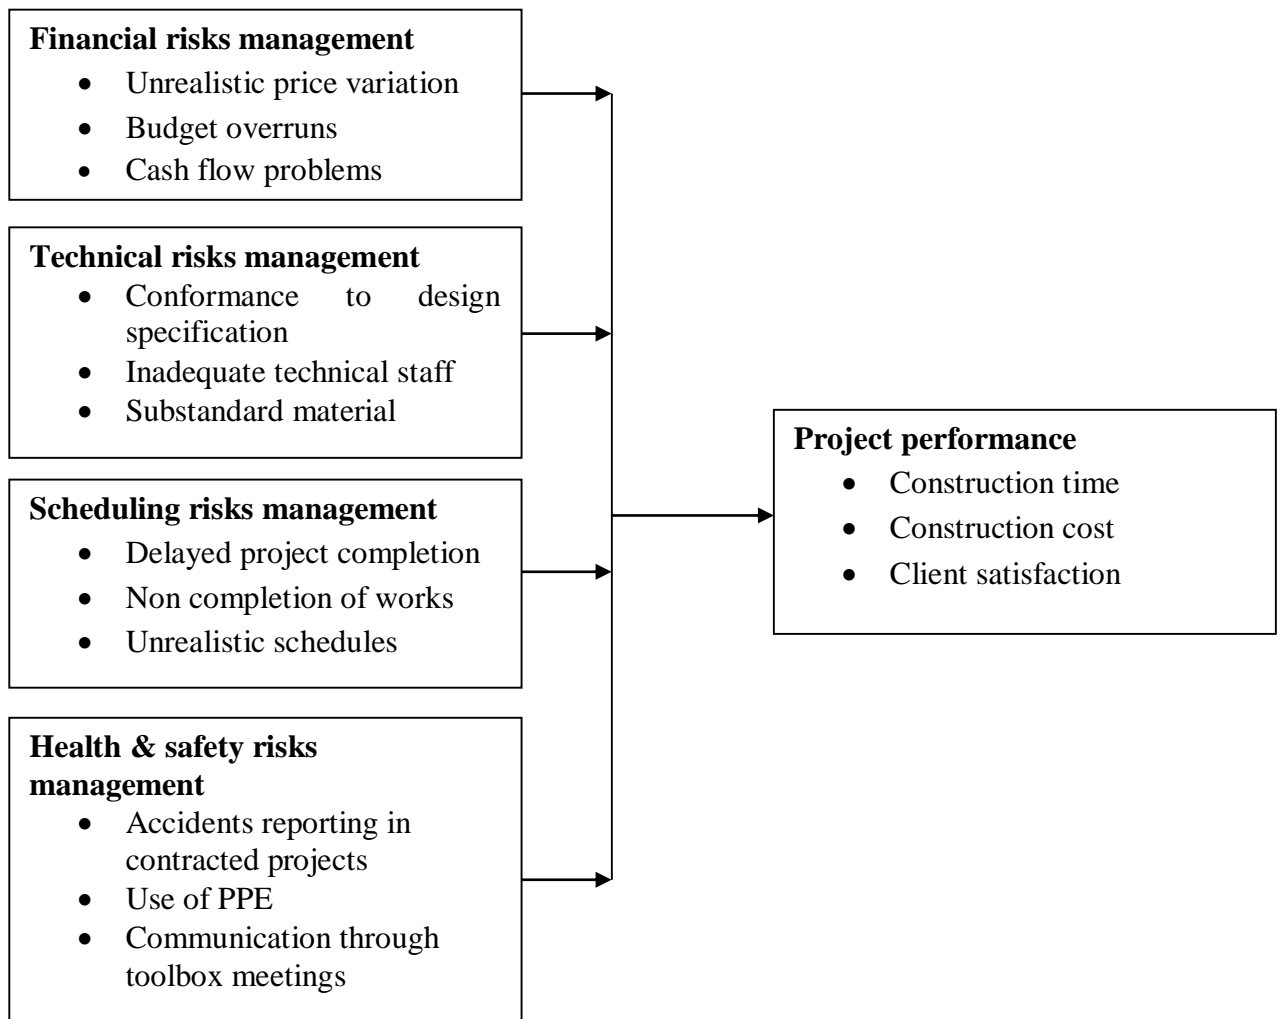 Financial risks management
• Unrealistic price variation
• Budget overruns
• Cash flow problems
Technical risks management
• Conformance to design
specification
• Inadequate technical staff
• Substandard material
Scheduling risks management
• Delayed project completion
• Non completion of works
• Unrealistic schedules
Health & safety risks
management
• Accidents reporting in
contracted projects
• Use of PPE
• Communication through
toolbox meetings
Project performance
• Construction time
• Construction cost
• Client satisfaction